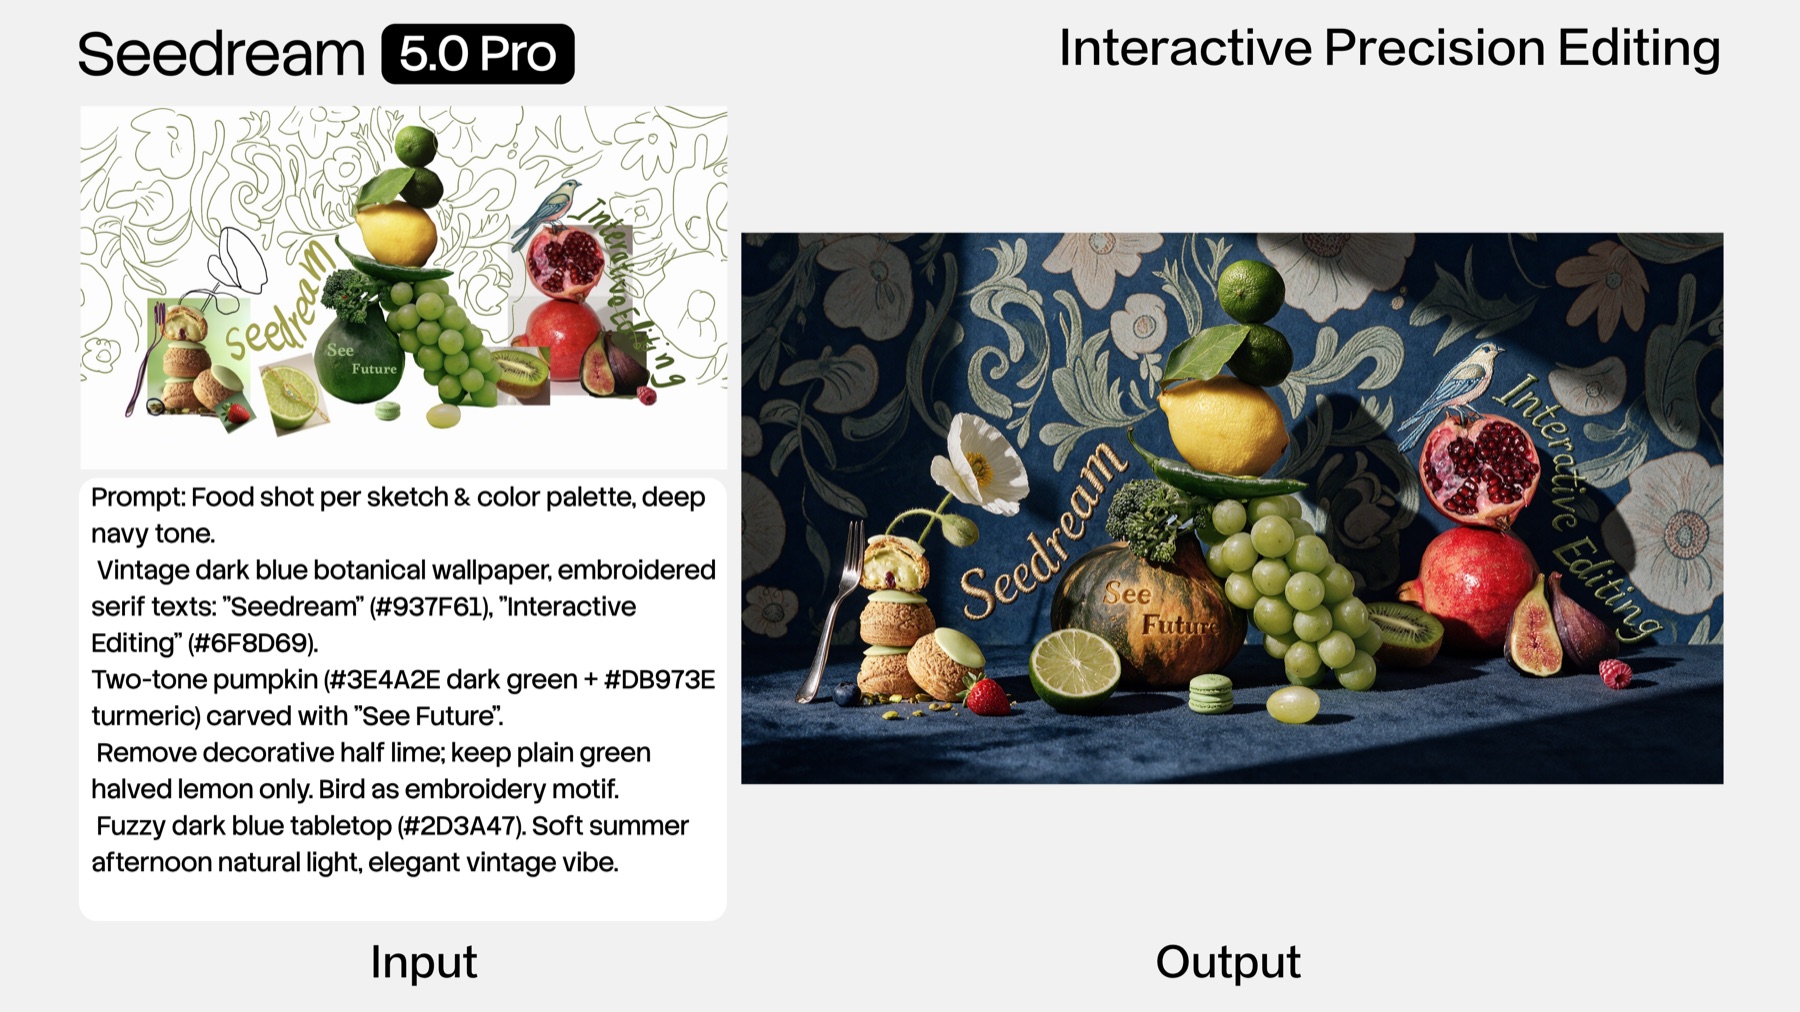 Seedream 5.0 Pro
Interactive Precision Editing
Seedream
Interactive Editing
See
Future
Prompt: Food shot per sketch & color palette, deep
navy tone.
Vintage dark blue botanical wallpaper, embroidered
serif texts: "Seedream" (#937F61), "Interactive
Editing" (#6F8D69).
Two-tone pumpkin (#3E4A2E dark green + #DB973E
turmeric) carved with "See Future".
Remove decorative half lime; keep plain green
halved lemon only. Bird as embroidery motif.
Fuzzy dark blue tabletop (#2D3A47). Soft summer
afternoon natural light, elegant vintage vibe.
Seedream
Interative Editing
See
Future
Input
Output